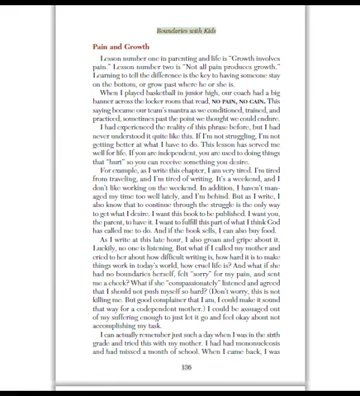 Boundaries with Kids
Pain and Growth
Lesson number one in parenting and life is "Growth involves
pain." Lesson number two is "Not all pain produces growth."
Learning to tell the difference is the key to having someone stay
on the bottom, or grow past where he or she is.
When I played basketball in junior high, our coach had a big
banner across the locker room that read, NO PAIN, NO GAIN. This
saying became our team's mantra as we conditioned, trained, and
practiced, sometimes past the point we thought we could endure.
I had experienced the reality of this phrase before, but I had
never understood it quite like this. If I'm not struggling, I'm not
getting better at what I have to do. This lesson has served me
well for life. If you are independent, you are used to doing things
that "hurt" so you can receive something you desire.
For example, as I write this chapter, I am very tired. I'm tired
from traveling, and I'm tired of writing. It's a weekend, and I
don't like working on the weekend. In addition, I haven't man-
aged my time too well lately, and I'm behind. But as I write, I
also know that to continue through the struggle is the only way
to get what I desire. I want this book to be published. I want you,
the parent, to have it. I want to fulfill this part of what I think God
has called me to do. And if the book sells, I can also buy food.
As I write at this late hour, I also groan and gripe about it.
Luckily, no one is listening. But what if I called my mother and
cried to her about how difficult writing is, how hard it is to make
things work in today's world, how cruel life is? And what if she
had no boundaries herself, felt "sorry" for my pain, and sent
me a check? What if she "compassionately" listened and agreed
that I should not push myself so hard? (Don't worry, this is not
killing me. But good complainer that I am, I could make it sound
that way for a codependent mother.) I could be assuaged out
of my suffering enough to just let it go and feel okay about not
accomplishing my task.
I can actually remember just such a day when I was in the sixth
grade and tried this with my mother. I had had mononucleosis
and had missed a month of school. When I came back, I was
136